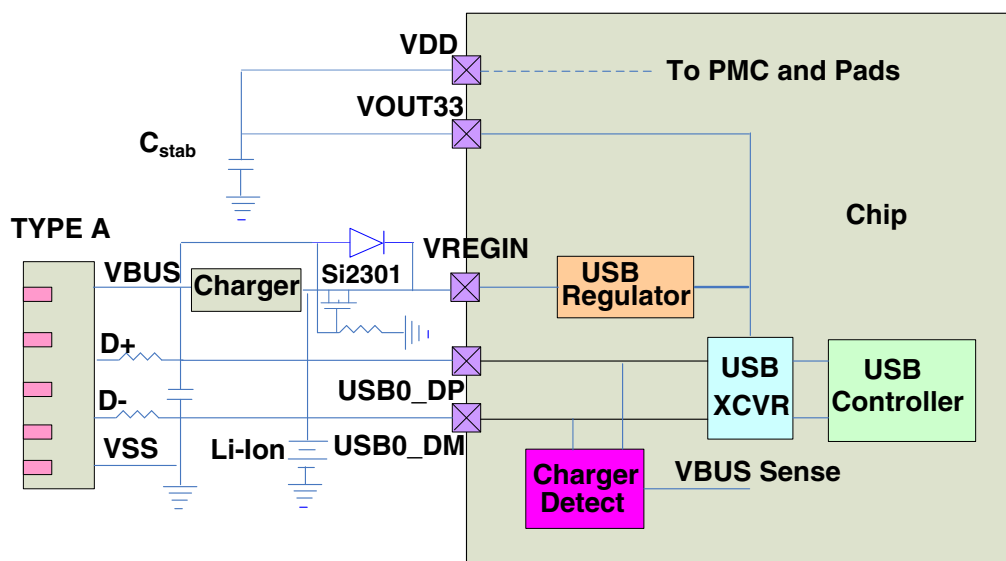 VDD
To PMC and Pads
VOUT33
Cstab
Chip
TYPE A
VREGIN
VBUS
Charger
Si2301
USB
Regulator
D+
USB0_DP
USB
XCVR
USB
Controller
D-
USB0_DM
VSS
Li-Ion
Charger
Detect
VBUS Sense